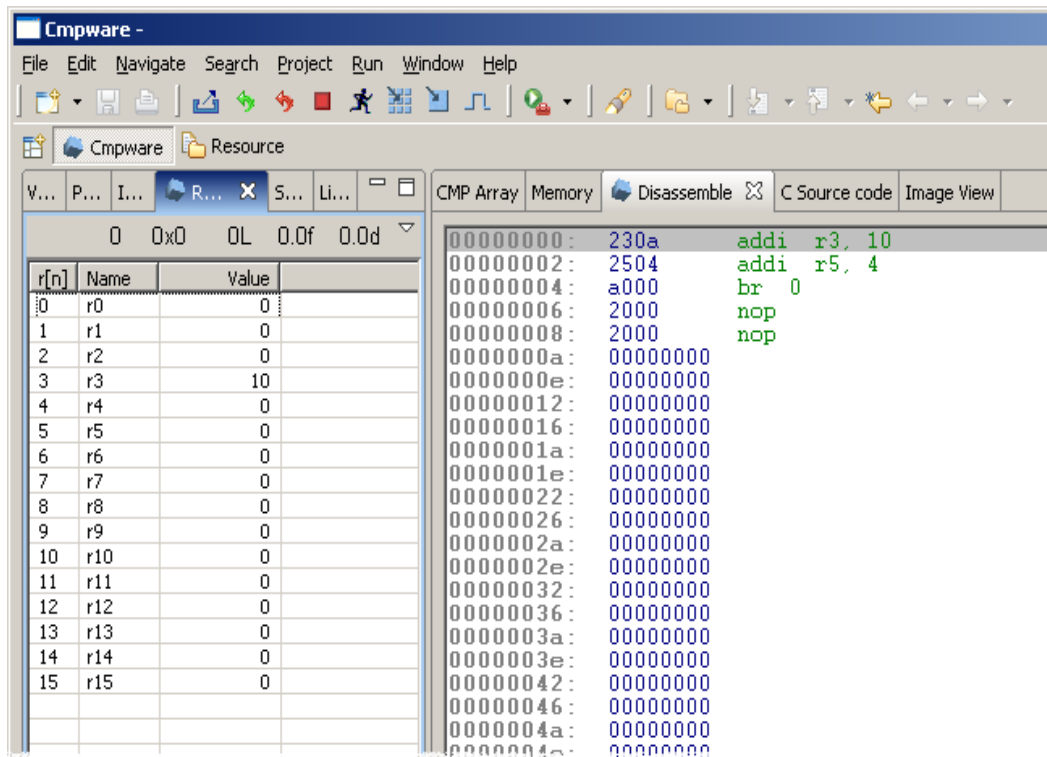 Cmpware -
File Edit Navigate Search Project Run Window Help
Cmpware Resource
V... P... I... R... S... Li...
0 0x0 0L 0.0f 0.0d
r[n] Name Value
0 r0 0
1 r1 0
2 r2 0
3 r3 10
4 r4 0
5 r5 0
6 r6 0
7 r7 0
8 r8 0
9 r9 0
10 r10 0
11 r11 0
12 r12 0
13 r13 0
14 r14 0
15 r15 0
CMP Array Memory Disassemble C Source code Image View
00000000: 230a addi r3, 10
00000002: 2504 addi r5, 4
00000004: a000 br 0
00000006: 2000 nop
00000008: 2000 nop
0000000a: 00000000
0000000e: 00000000
00000012: 00000000
00000016: 00000000
0000001a: 00000000
0000001e: 00000000
00000022: 00000000
00000026: 00000000
0000002a: 00000000
0000002e: 00000000
00000032: 00000000
00000036: 00000000
0000003a: 00000000
0000003e: 00000000
00000042: 00000000
00000046: 00000000
0000004a: 00000000